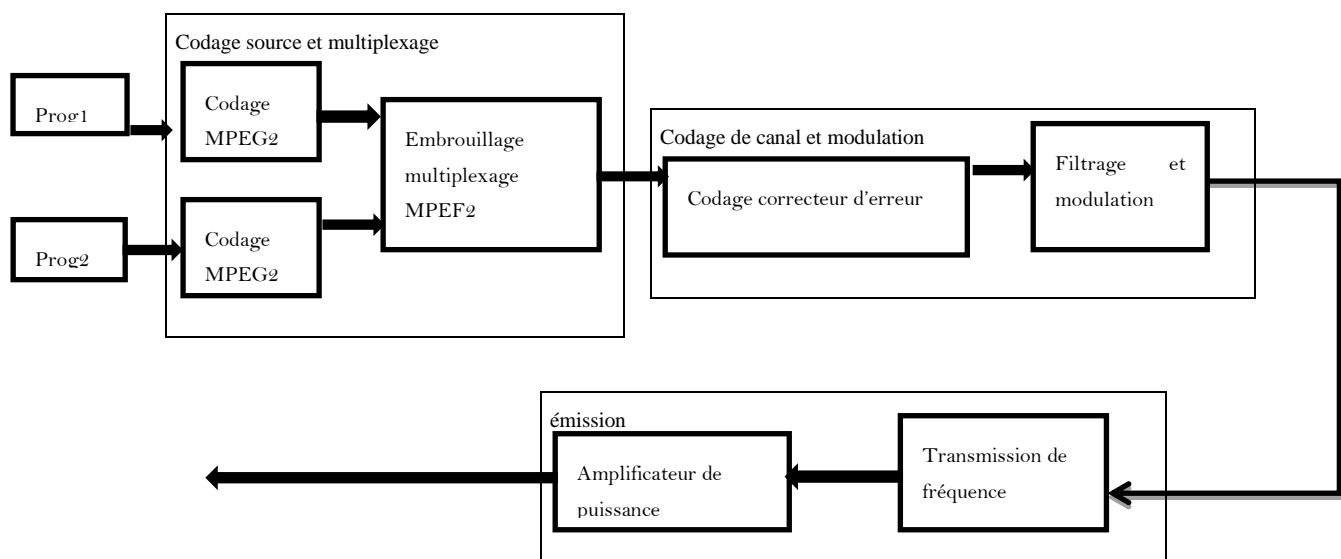 Codage source et multiplexage
Prog1
Codage
MPEG2
Embrouillage
multiplexage
MPEF2
Prog2
Codage
MPEG2
Codage de canal et modulation
Codage correcteur d'erreur
Filtrage et
modulation
émission
Amplificateur de
puissance
Transmission de
fréquence